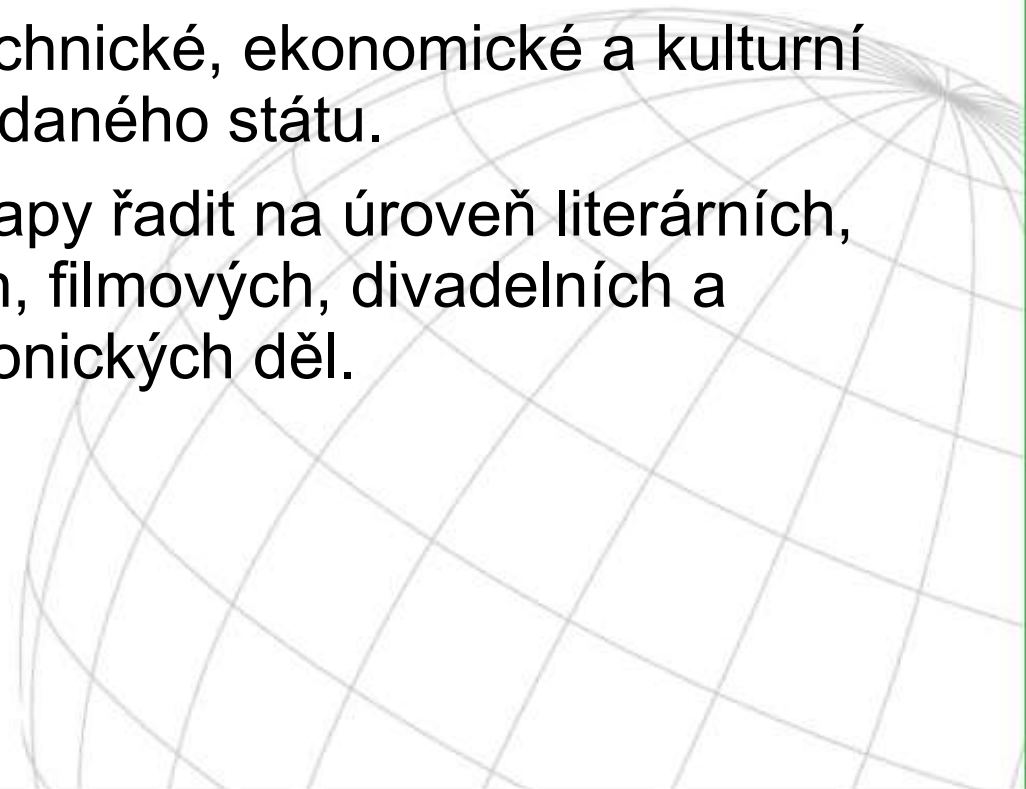 chnické, ekonomické a kulturní
daného státu.
apy řadit na úroveň literárních,
, filmových, divadelních a
onických děl.